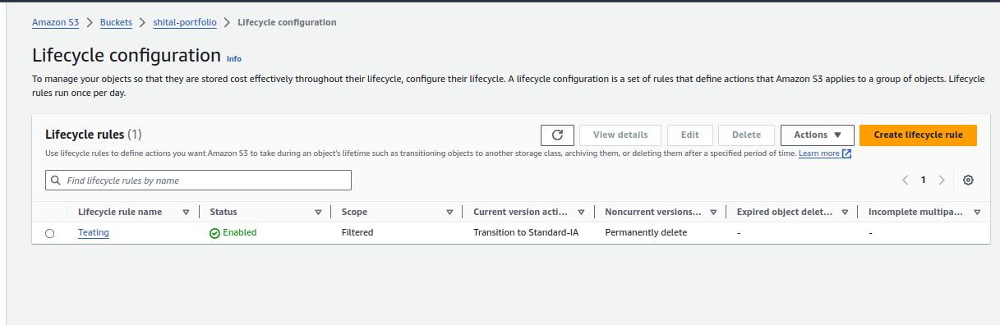 Amazon S3 > Buckets > shital-portfolio > Lifecycle configuration
Lifecycle configuration Info
To manage your objects so that they are stored cost effectively throughout their lifecycle, configure their lifecycle. A lifecycle configuration is a set of rules that define actions that Amazon S3 applies to a group of objects. Lifecycle
rules run once per day.
Lifecycle rules (1) View details Edit Delete Actions Create lifecycle rule
Use lifecycle rules to define actions you want Amazon S3 to take during an object's lifetime such as transitioning objects to another storage class, archiving them, or deleting them after a specified period of time. Learn more
Find lifecycle rules by name 1
Lifecycle rule name Status Scope Current version acti... Noncurrent versions... Expired object delet... Incomplete multipa...
Teating Enabled Filtered Transition to Standard-IA Permanently delete - -